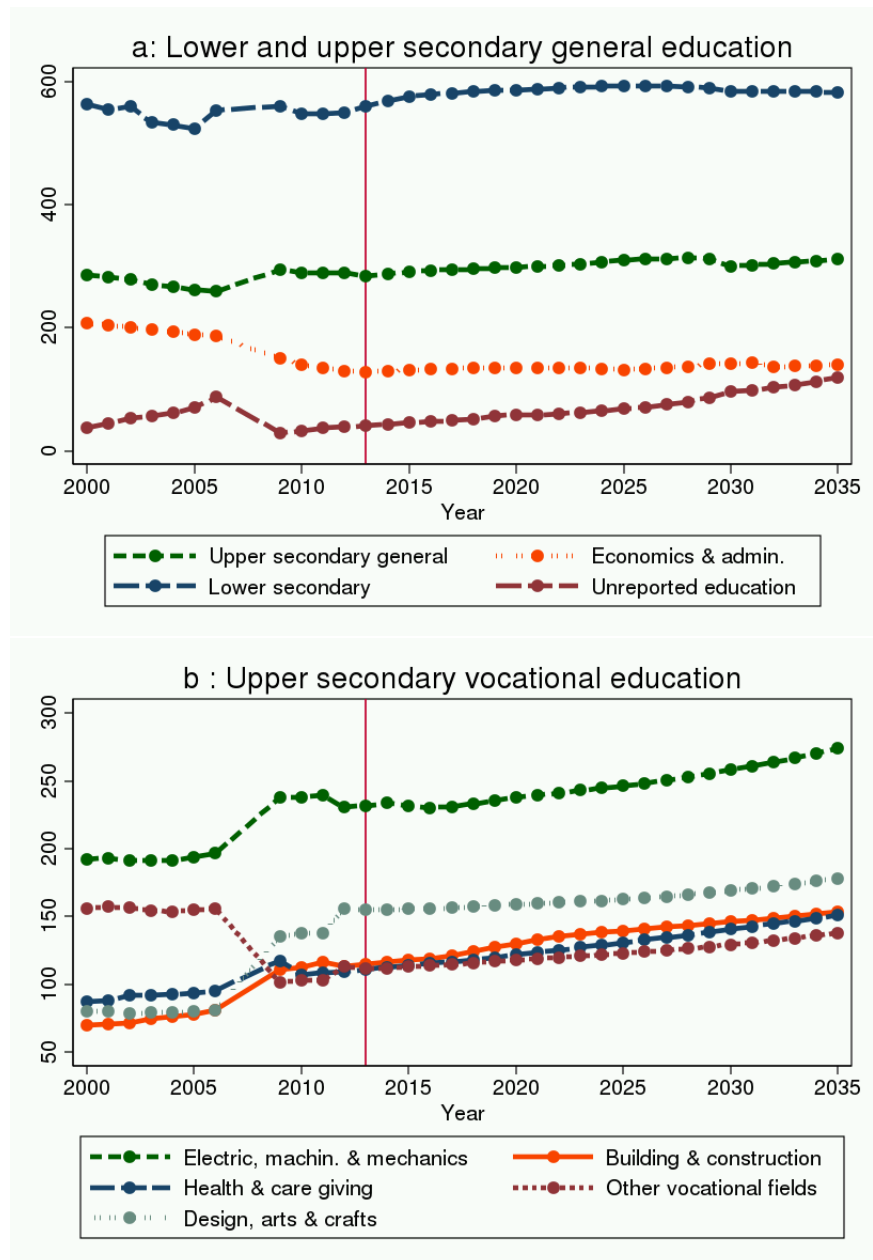 a: Lower and upper secondary general education
600
400
200
0
2000 2005 2010 2015 2020 2025 2030 2035
Year
Upper secondary general Economics & admin.
Lower secondary Unreported education
b : Upper secondary vocational education
300
250
200
150
100
50
2000 2005 2010 2015 2020 2025 2030 2035
Year
Electric, machin. & mechanics Building & construction
Health & care giving Other vocational fields
Design, arts & crafts